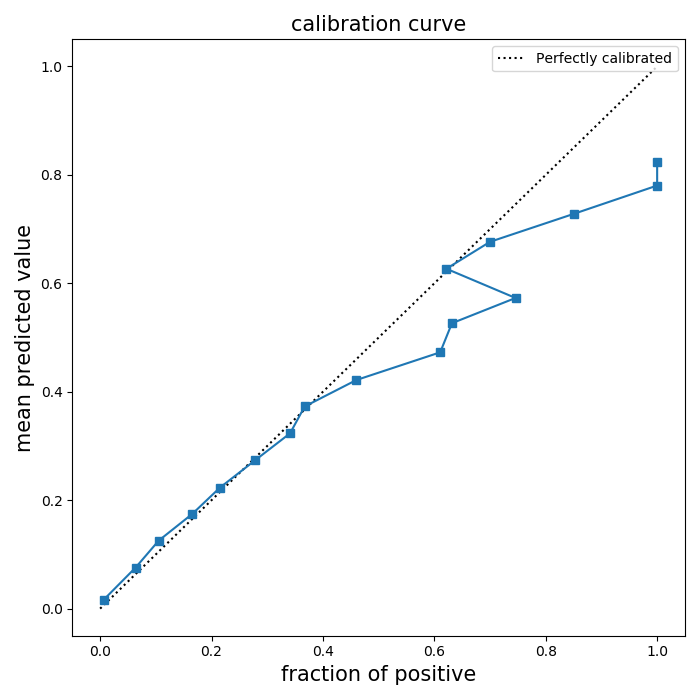 calibration curve
Perfectly calibrated
1.0
0.8
0.6
0.4
0.2
0.0
mean predicted value
0.0 0.2 0.4 0.6 0.8 1.0
fraction of positive